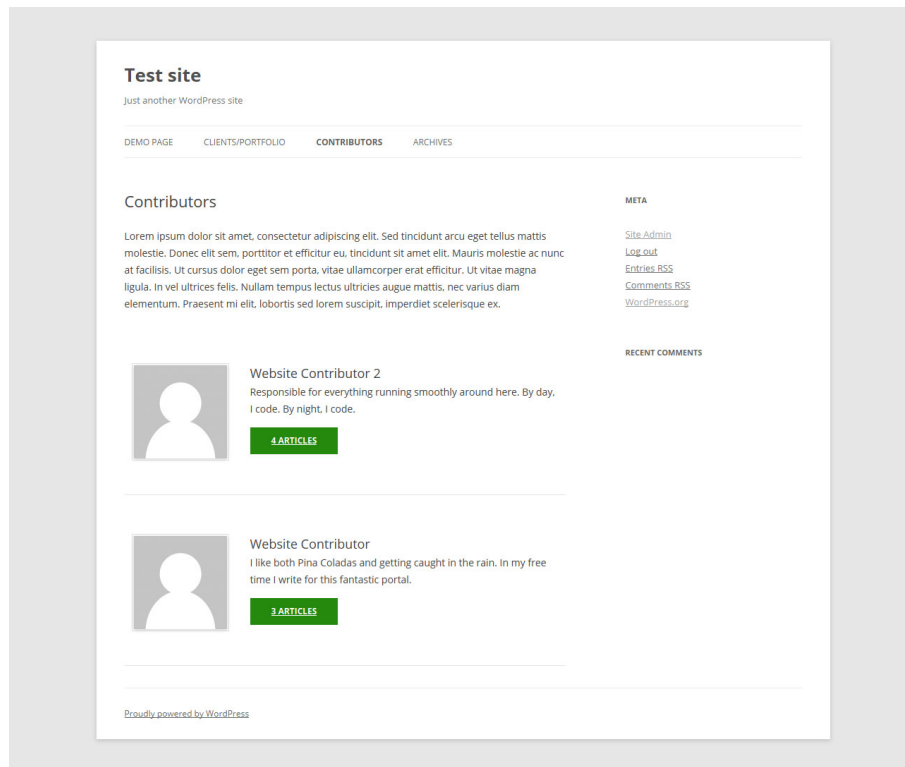 Test site
Just another WordPress site
DEMO PAGE CLIENTS/PORTFOLIO CONTRIBUTORS ARCHIVES
Contributors
Lorem ipsum dolor sit amet, consectetur adipiscing elit. Sed tincidunt arcu eget tellus mattis
molestie. Donec elit sem, porttitor et efficitur eu, tincidunt sit amet elit. Mauris molestie ac nunc
at facilisis. Ut cursus dolor eget sem porta, vitae ullamcorper erat efficitur. Ut vitae magna
ligula. In vel ultrices felis. Nullam tempus lectus ultricies augue mattis, nec varius diam
elementum. Praesent mi elit, lobortis sed lorem suscipit, imperdiet scelerisque ex.
Website Contributor 2
Responsible for everything running smoothly around here. By day,
I code. By night, I code.
4 ARTICLES
Website Contributor
I like both Pina Coladas and getting caught in the rain. In my free
time I write for this fantastic portal.
3 ARTICLES
META
Site Admin
Log out
Entries RSS
Comments RSS
WordPress.org
RECENT COMMENTS
Proudly powered by WordPress